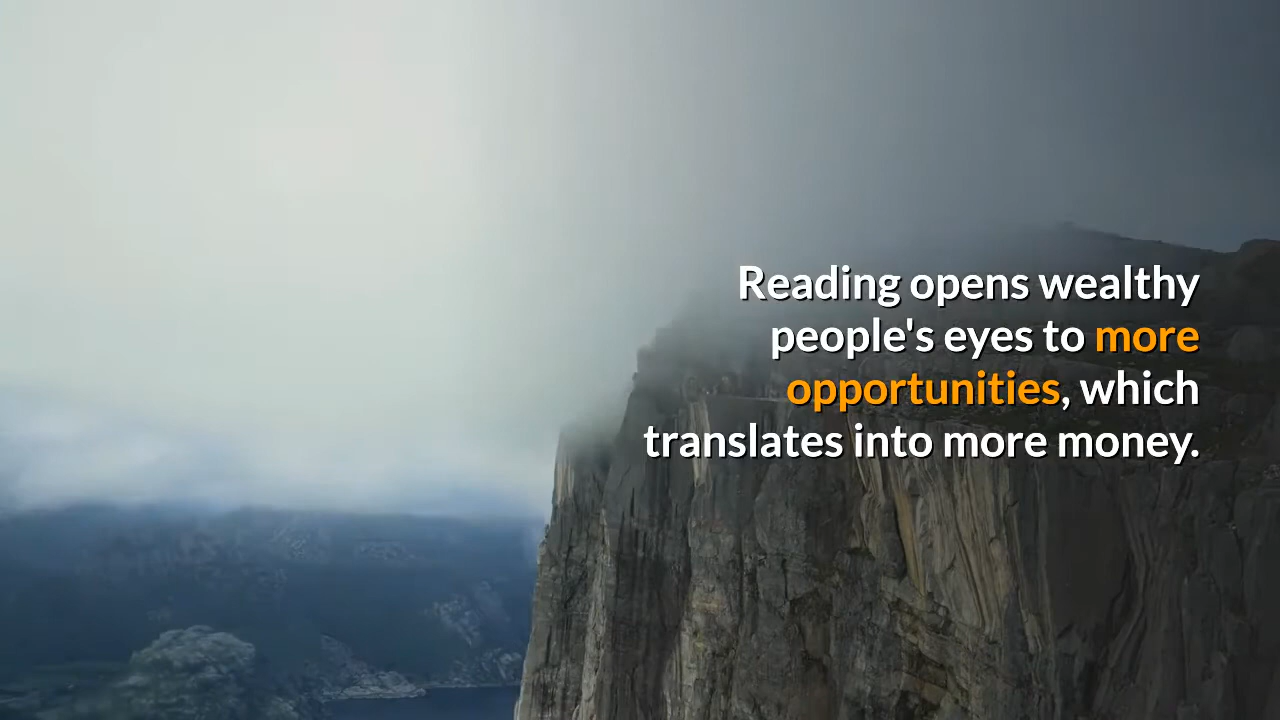 Reading opens wealthy
people's eyes to more
opportunities, which
translates into more money.